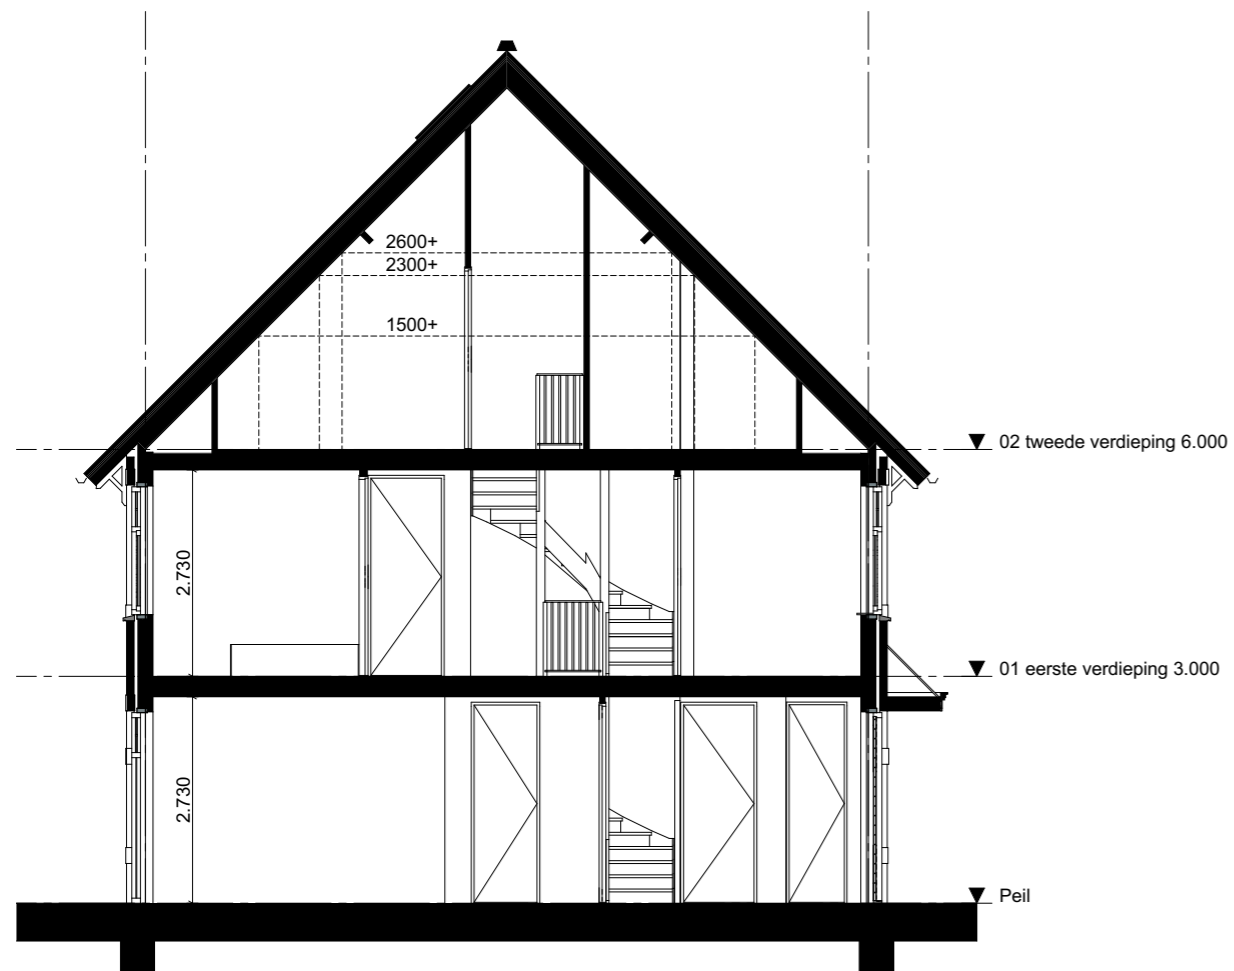 2600+
2300+
1500+
02 tweede verdieping 6.000
2.730
01 eerste verdieping 3.000
2.730
Peil